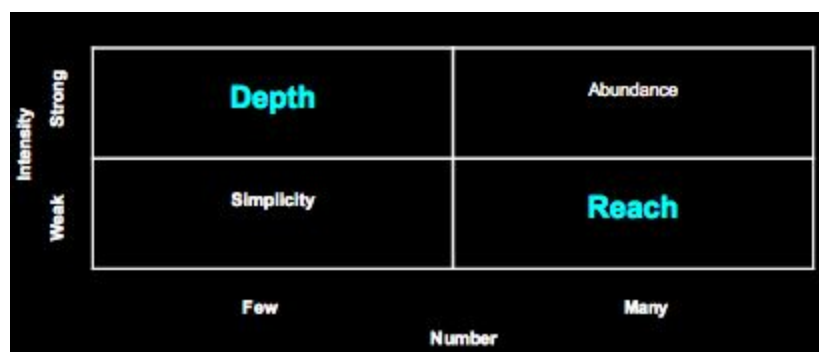 Intensity
Strong
Weak
Depth
Abundance
Simplicity
Reach
Few
Many
Number